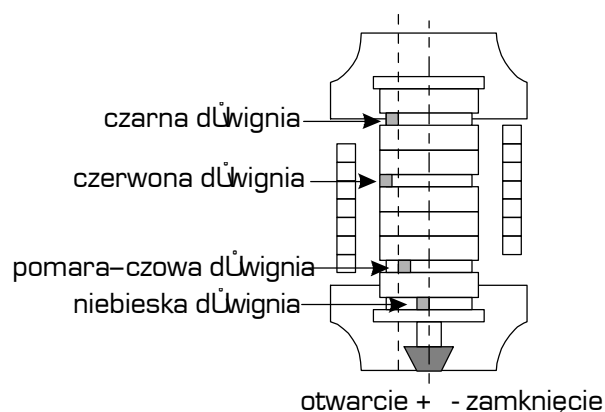 czarna dŮwignia
czerwona dŮwignia
pomara–czowa dŮwignia
niebieska dŮwignia
otwarcie + - zamknięcie